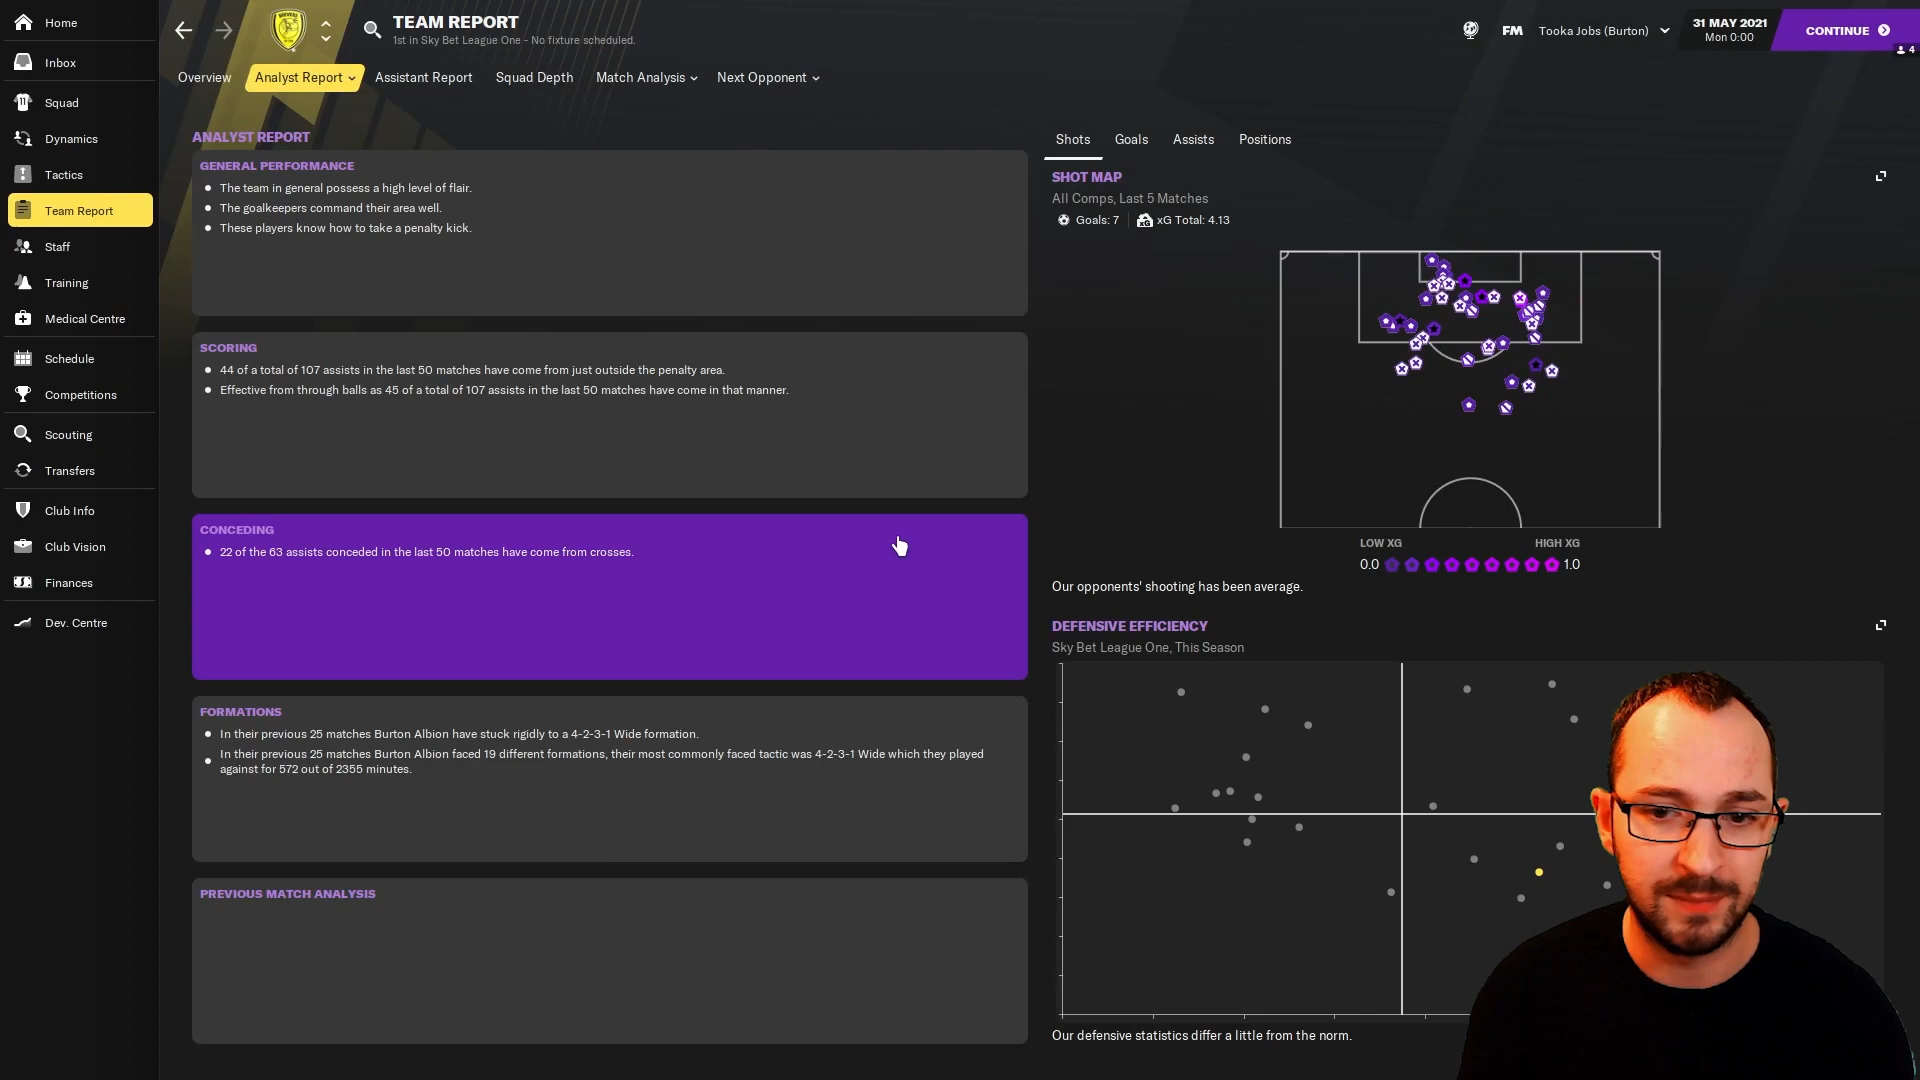 Home
Inbox
Squad
Dynamics
Tactics
Team Report
Staff
Training
Medical Centre
Schedule
Competitions
Scouting
Transfers
Club Info
Club Vision
Finances
Dev. Centre
TEAM REPORT
1st in Sky Bet League One - No fixture scheduled.
FM
Tooka Jobs (Burton)
31 MAY 2021
Mon 0:00
CONTINUE
4
Overview
Analyst Report
Assistant Report
Squad Depth
Match Analysis
Next Opponent
ANALYST REPORT
GENERAL PERFORMANCE
The team in general possess a high level of flair.
The goalkeepers command their area well.
These players know how to take a penalty kick.
SCORING
44 of a total of 107 assists in the last 50 matches have come from just outside the penalty area.
Effective from through balls as 45 of a total of 107 assists in the last 50 matches have come in that manner.
CONCEDING
22 of the 63 assists conceded in the last 50 matches have come from crosses.
FORMATIONS
In their previous 25 matches Burton Albion have stuck rigidly to a 4-2-3-1 Wide formation.
In their previous 25 matches Burton Albion faced 19 different formations, their most commonly faced tactic was 4-2-3-1 Wide which they played
against for 572 out of 2355 minutes.
PREVIOUS MATCH ANALYSIS
Shots
Goals
Assists
Positions
SHOT MAP
All Comps, Last 5 Matches
Goals: 7
xG Total: 4.13
LOW XG
HIGH XG
0.0
1.0
Our opponents' shooting has been average.
DEFENSIVE EFFICIENCY
Sky Bet League One, This Season
Our defensive statistics differ a little from the norm.